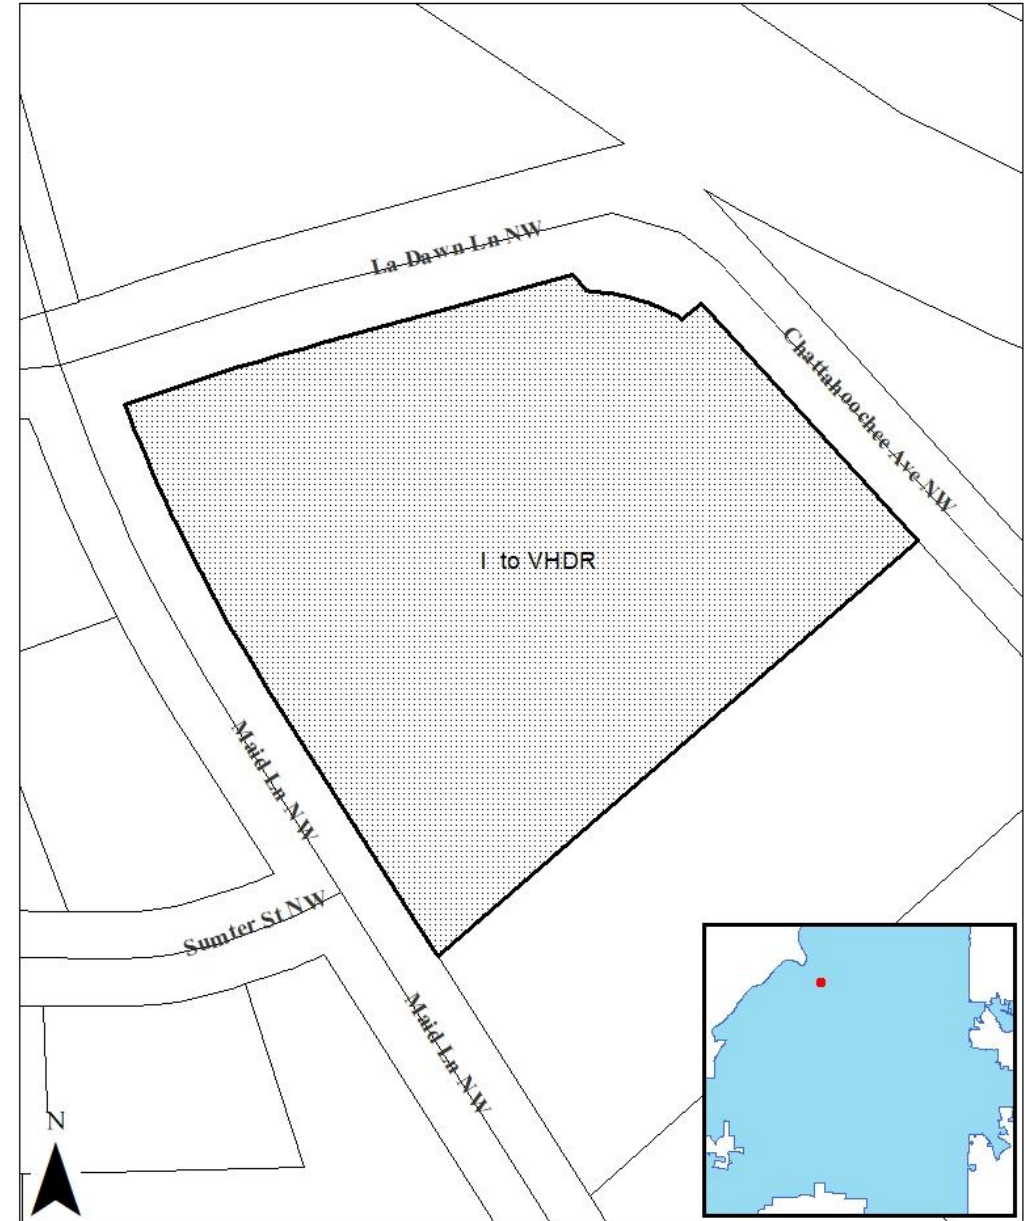 La Dawn Ln NW
Chattahoochee Ave NW
I to VHDR
Maid Ln NW
Sumter St NW
Maid Ln NW
N